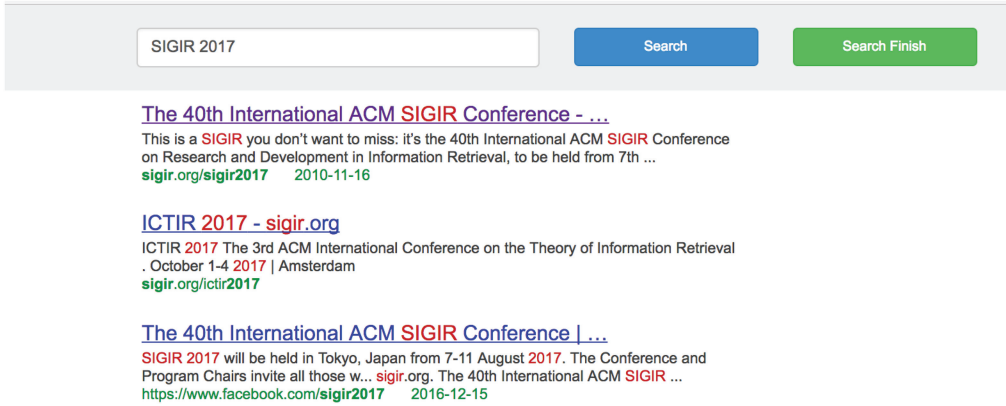 SIGIR 2017
Search
Search Finish
The 40th International ACM SIGIR Conference - ...
This is a SIGIR you don't want to miss: it's the 40th International ACM SIGIR Conference
on Research and Development in Information Retrieval, to be held from 7th ...
sigir.org/sigir2017 2010-11-16
ICTIR 2017 - sigir.org
ICTIR 2017 The 3rd ACM International Conference on the Theory of Information Retrieval
. October 1-4 2017 | Amsterdam
sigir.org/ictir2017
The 40th International ACM SIGIR Conference | ...
SIGIR 2017 will be held in Tokyo, Japan from 7-11 August 2017. The Conference and
Program Chairs invite all those w... sigir.org. The 40th International ACM SIGIR ...
https://www.facebook.com/sigir2017 2016-12-15